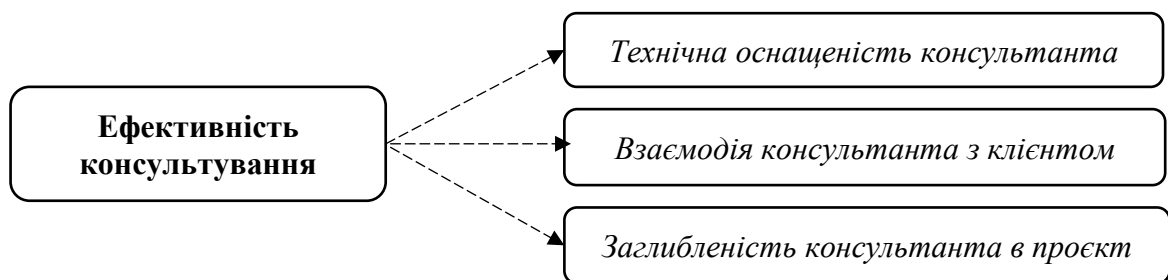 Ефективність
консультування
Технічна оснащеність консультанта
Взаємодія консультанта з клієнтом
Заглибленість консультанта в проєкт